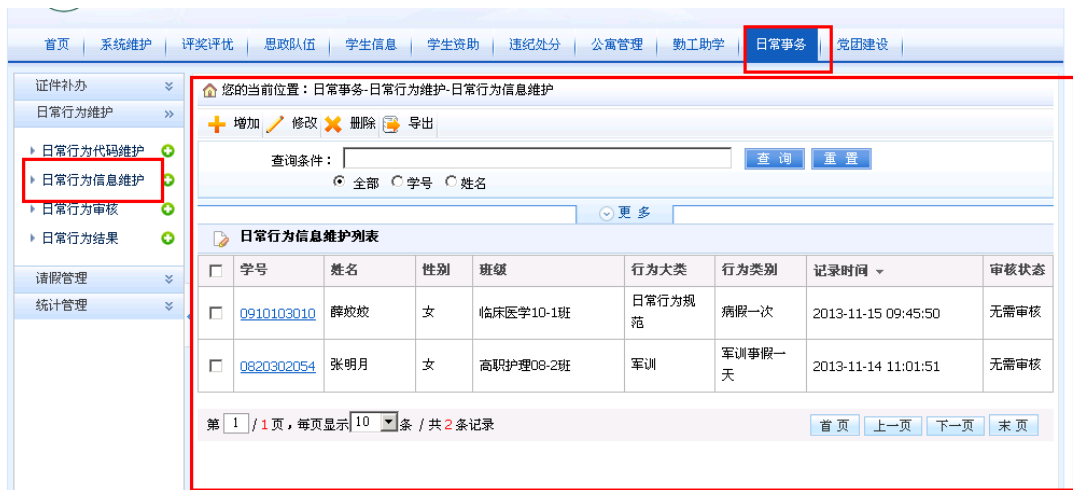 首页 系统维护 评奖评优 思政队伍 学生信息 学生资助 违纪处分 公寓管理 勤工助学 日常事务 党团建设
证件补办
日常行为维护
日常行为代码维护
日常行为信息维护
日常行为审核
日常行为结果
请假管理
统计管理
您的当前位置：日常事务-日常行为维护-日常行为信息维护
增加 修改 删除 导出
查询条件： 查 询 重 置
全部 学号 姓名
更 多
日常行为信息维护列表
学号 姓名 性别 班级 行为大类 行为类别 记录时间 审核状态
0910103010 薛姣姣 女 临床医学10-1班 日常行为规范 病假一次 2013-11-15 09:45:50 无需审核
0820302054 张明月 女 高职护理08-2班 军训 军训事假一天 2013-11-14 11:01:51 无需审核
第 1 / 1 页，每页显示 10 条 / 共 2 条记录 首 页 上一页 下一页 末 页